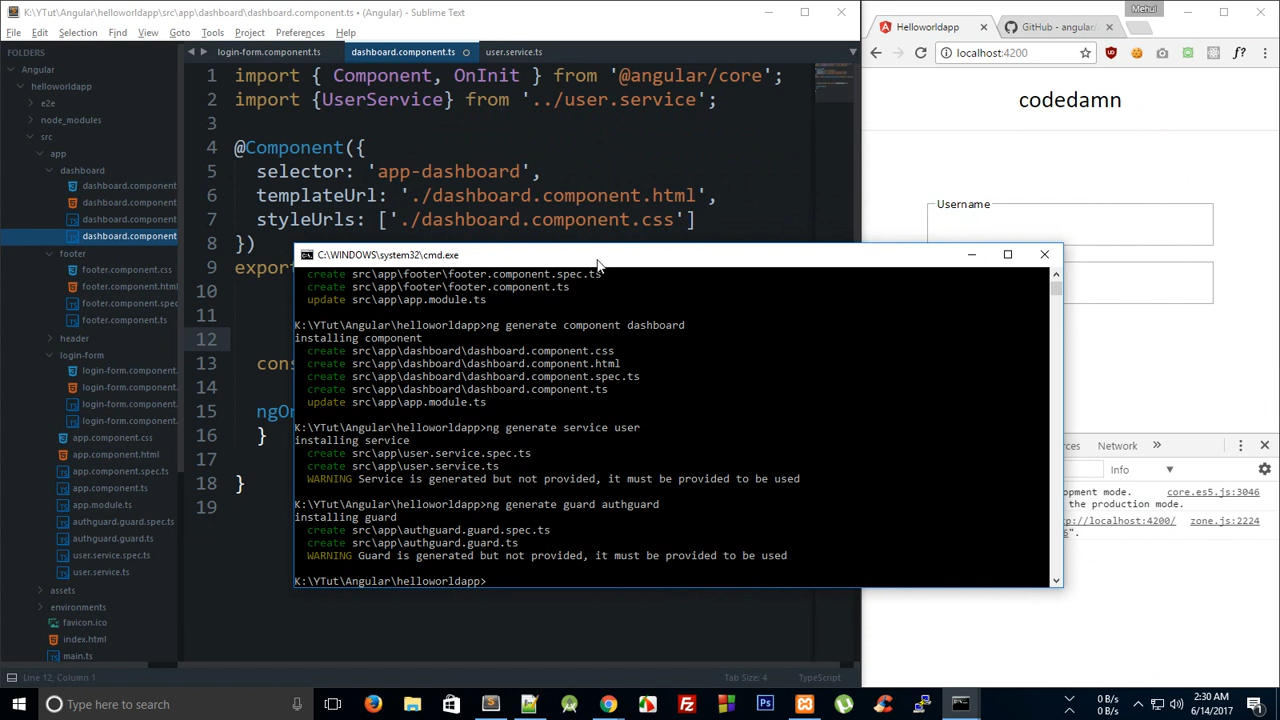 K:\YTut\Angular\helloworldapp\src\app\dashboard\dashboard.component.ts • (Angular) - Sublime Text
File Edit Selection Find View Goto Tools Project Preferences Help
FOLDERS
Angular
helloworldapp
e2e
node_modules
src
app
dashboard
dashboard.component
dashboard.component
dashboard.component
dashboard.component
footer
footer.component.css
footer.component.html
footer.component.spec
footer.component.ts
header
login-form
login-form.component.
login-form.component.
login-form.component.
login-form.component.
app.component.css
app.component.html
app.component.spec.ts
app.component.ts
app.module.ts
authguard.guard.spec.ts
authguard.guard.ts
user.service.spec.ts
user.service.ts
assets
environments
favicon.ico
index.html
main.ts
login-form.component.ts dashboard.component.ts user.service.ts
1 import { Component, OnInit } from '@angular/core';
2 import {UserService} from '../user.service';
3
4 @Component({
5 selector: 'app-dashboard',
6 templateUrl: './dashboard.component.html',
7 styleUrls: ['./dashboard.component.css']
8 })
9 expor
10
11
12
13 cons
14
15 ngOn
16 }
17
18 }
19
C:\WINDOWS\system32\cmd.exe
create src\app\footer\footer.component.spec.ts
create src\app\footer\footer.component.ts
update src\app\app.module.ts
K:\YTut\Angular\helloworldapp>ng generate component dashboard
installing component
create src\app\dashboard\dashboard.component.css
create src\app\dashboard\dashboard.component.html
create src\app\dashboard\dashboard.component.spec.ts
create src\app\dashboard\dashboard.component.ts
update src\app\app.module.ts
K:\YTut\Angular\helloworldapp>ng generate service user
installing service
create src\app\user.service.spec.ts
create src\app\user.service.ts
WARNING Service is generated but not provided, it must be provided to be used
K:\YTut\Angular\helloworldapp>ng generate guard authguard
installing guard
create src\app\authguard.guard.spec.ts
create src\app\authguard.guard.ts
WARNING Guard is generated but not provided, it must be provided to be used
K:\YTut\Angular\helloworldapp>
Mehul
Helloworldapp GitHub - angular/
localhost:4200 f?
codedamn
Username
rces Network »
Info
opment mode. core.es5.js:3046
the production mode.
tp://localhost:4200/ zone.js:2224
s".
Line 12, Column 1 Tab Size: 4 TypeScript
Type here to search
0 B/s
0 B/s
2:30 AM
6/14/2017